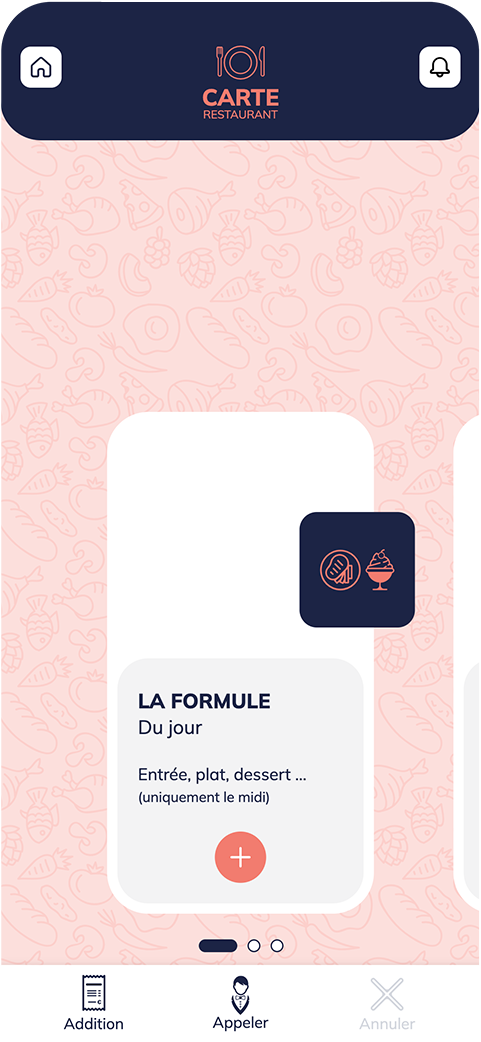 CARTE
RESTAURANT
LA FORMULE
Du jour
Entrée, plat, dessert ...
(uniquement le midi)
Addition
Appeler
Annuler